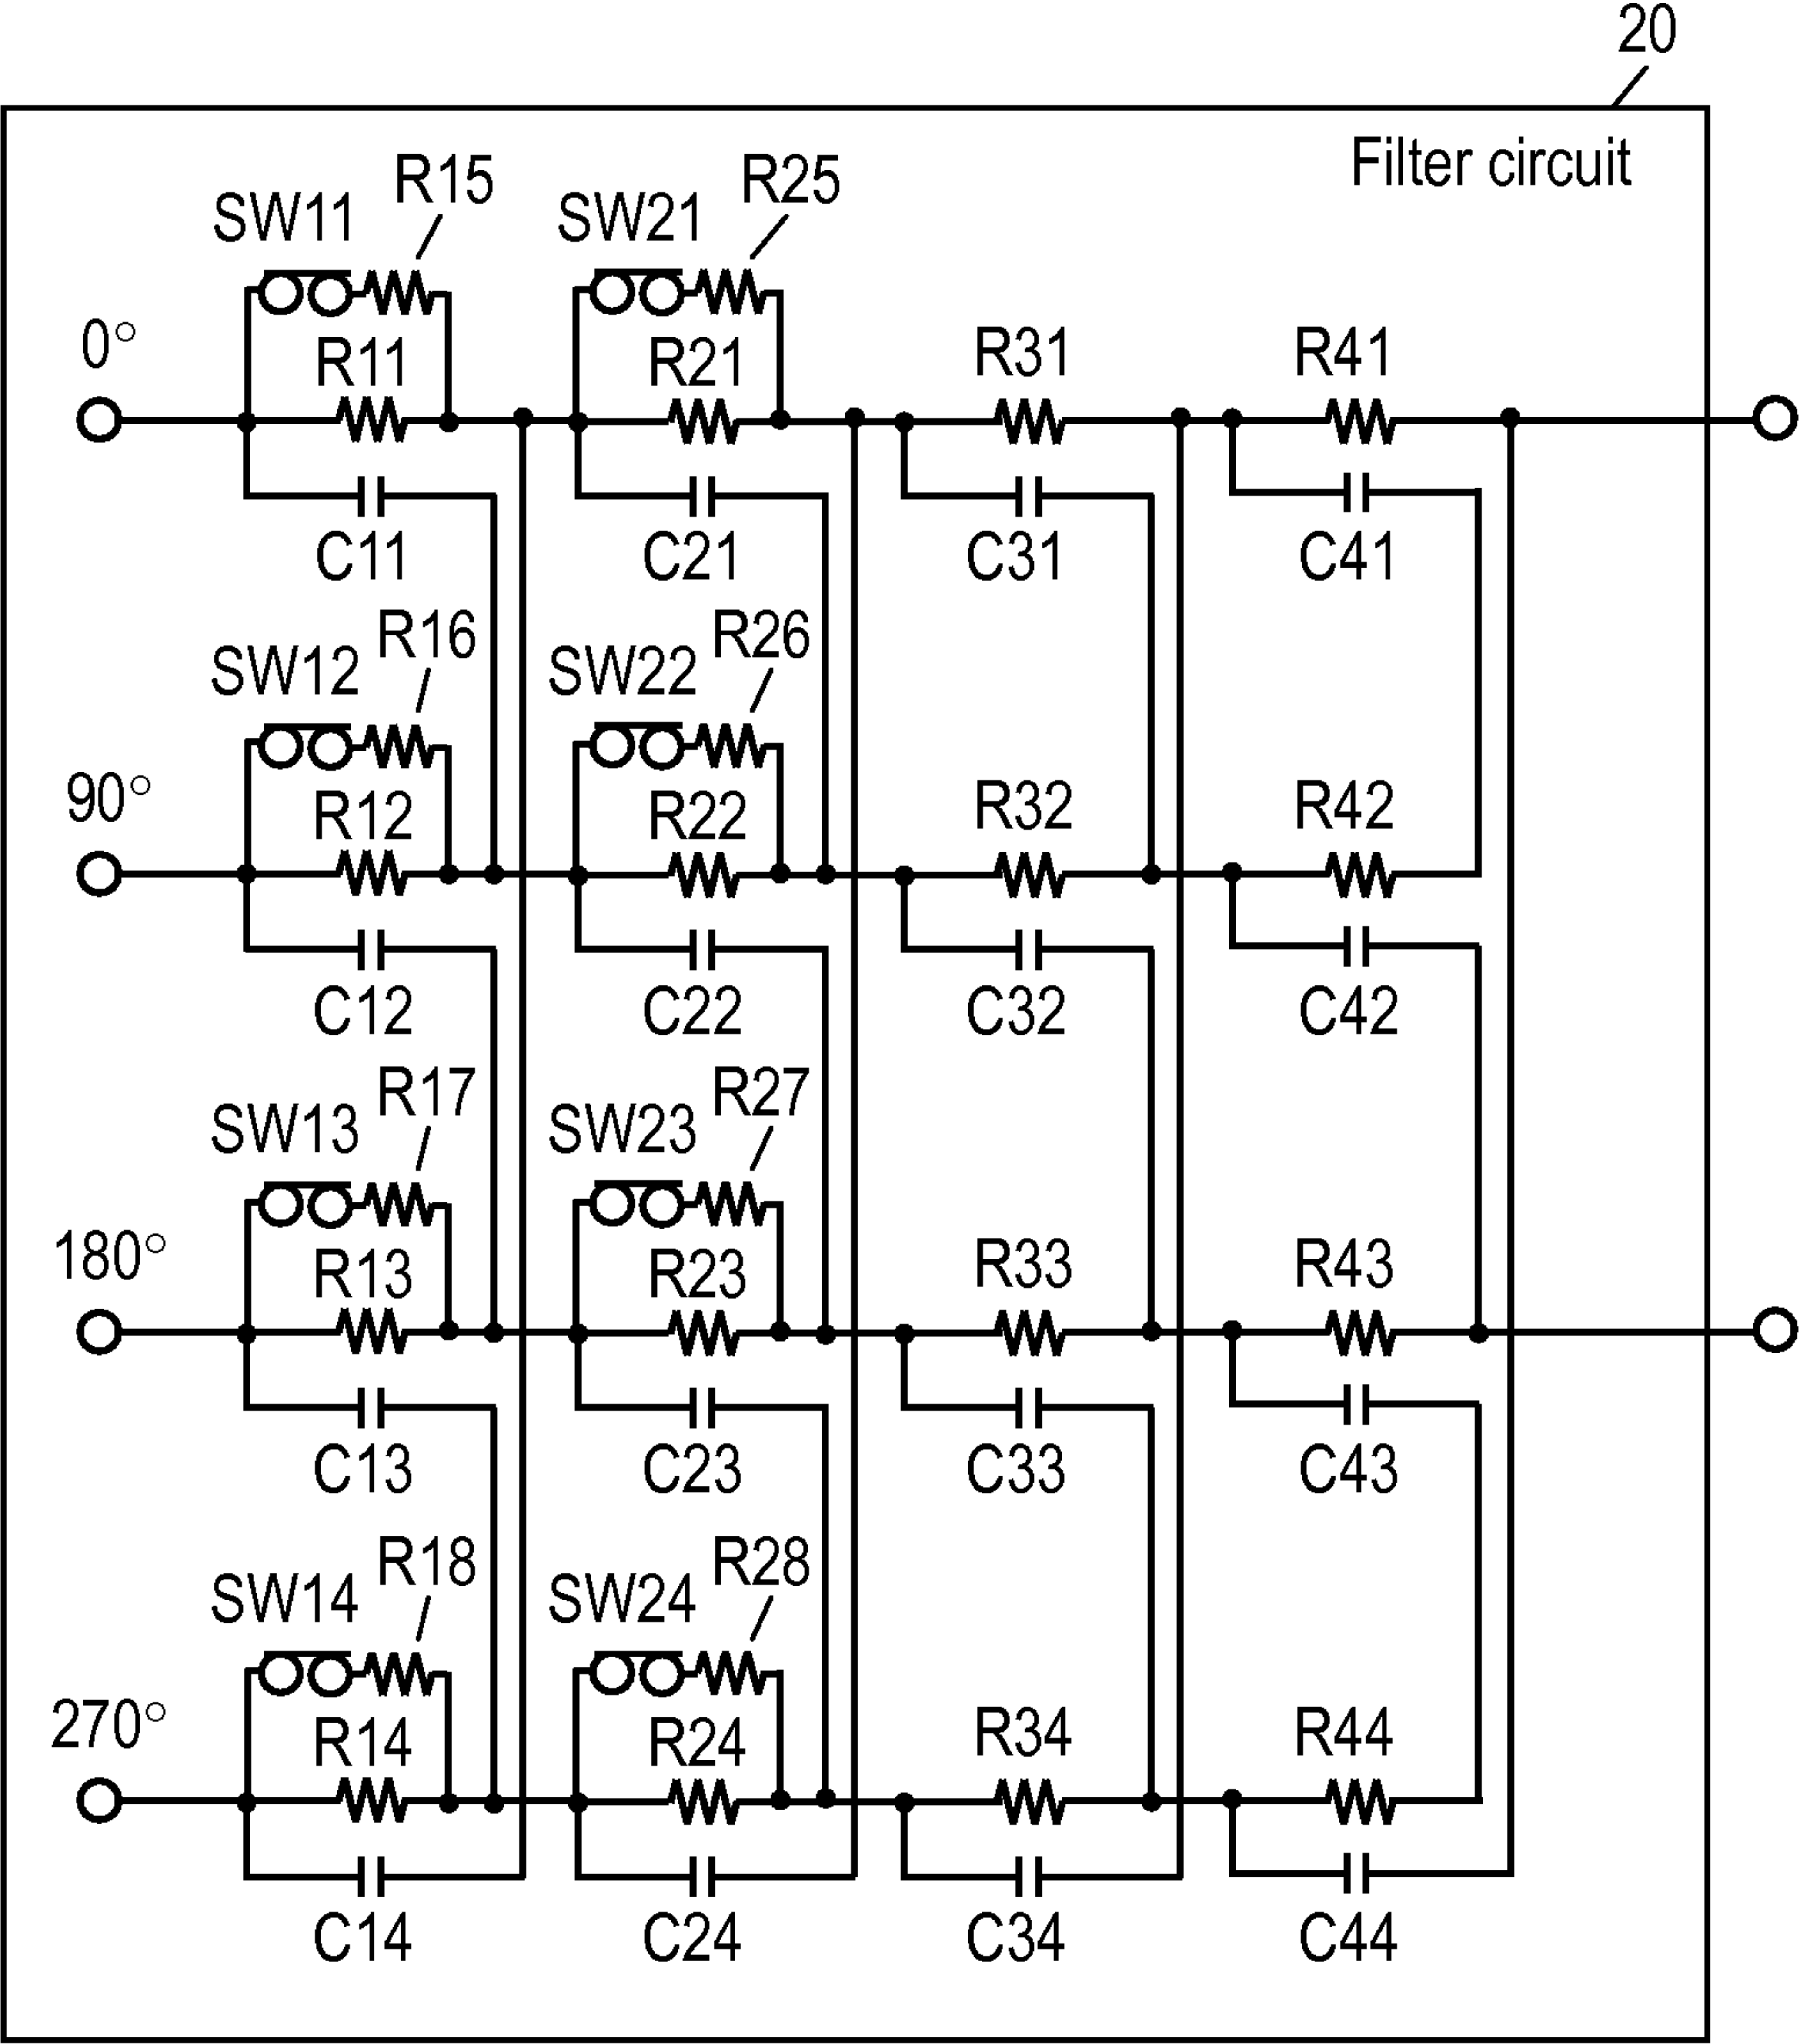 20
Filter circuit
R15 R25
SW11 SW21
0°
R11 R21 R31 R41
C11 C21 C31 C41
R16 R26
SW12 SW22
90°
R12 R22 R32 R42
C12 C22 C32 C42
R17 R27
SW13 SW23
180°
R13 R23 R33 R43
C13 C23 C33 C43
R18 R28
SW14 SW24
270°
R14 R24 R34 R44
C14 C24 C34 C44